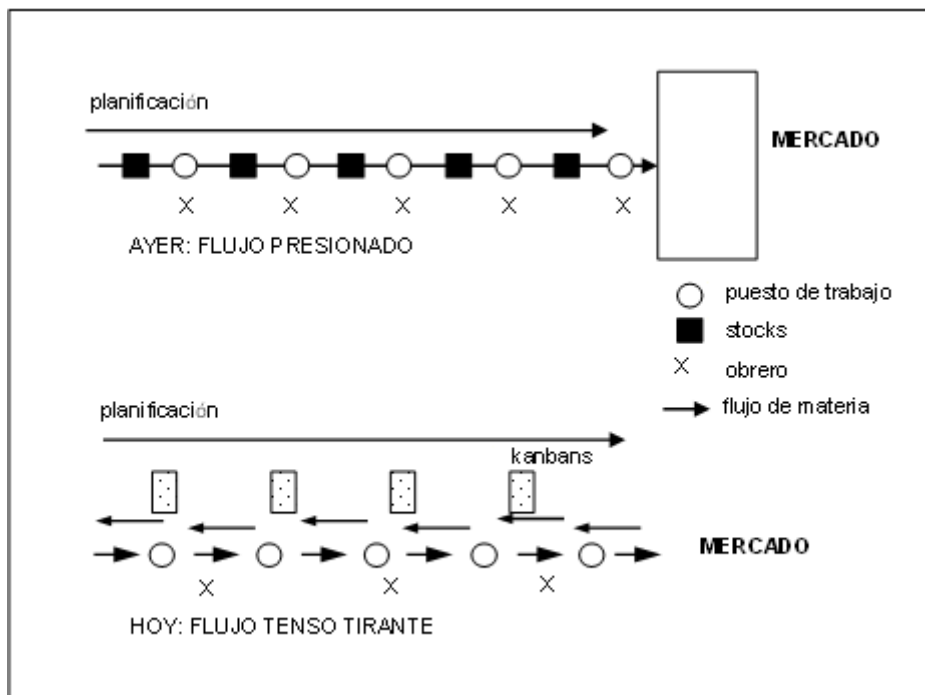 planificación
MERCADO
AYER: FLUJO PRESIONADO
puesto de trabajo
stocks
obrero
flujo de materia
planificación
kanbans
MERCADO
HOY: FLUJO TENSO TIRANTE